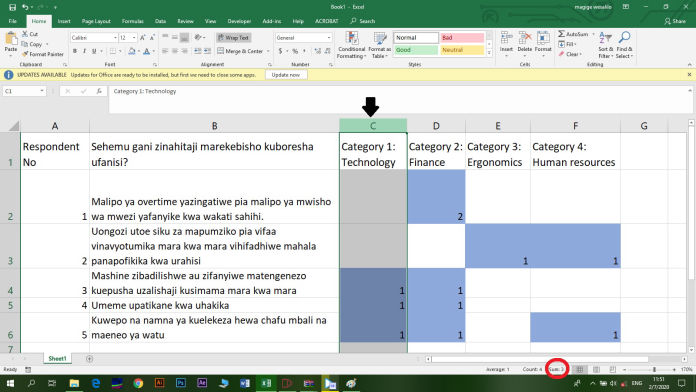 Book1 - Excel
magige wesaliio
File Home Insert Page Layout Formulas Data Review View Developer Add-ins Help ACROBAT Search
Share
Paste
Cut
Copy
Format Painter
Calibri 12
Wrap Text
Merge & Center
General
Conditional Formatting
Format as Table
Normal Bad
Good Neutral
Insert Delete Format
AutoSum
Fill
Clear
Sort & Filter
Find & Select
Clipboard Font Alignment Number Styles Cells Editing
UPDATES AVAILABLE Updates for Office are ready to be installed, but first we need to close some apps. Update now
C1 fx Category 1: Technology
A B C D E F G
1 Respondent No
Sehemu gani zinahitaji marekebisho kuboresha
ufanisi?
Category 1:
Technology
Category 2:
Finance
Category 3:
Ergonomics
Category 4:
Human resources
Malipo ya overtime yazingatiwe pia malipo ya mwisho
2 1 wa mwezi yafanyike kwa wakati sahihi. 2
Uongozi utoe siku za mapumziko pia vifaa
vinavyotumika mara kwa mara vihifadhiwe mahala
3 2 panapofikika kwa urahisi 1 1
Mashine zibadilishwe au zifanyiwe matengenezo
4 3 kuepusha uzalishaji kusimama mara kwa mara 1 1
5 4 Umeme upatikane kwa uhakika 1 1
Kuwepo na namna ya kuelekeza hewa chafu mbali na
6 5 maeneo ya watu 1 1 1
7
Sheet1
Ready Average: 1 Count: 4 Sum: 3 170%
11:51
2/7/2020